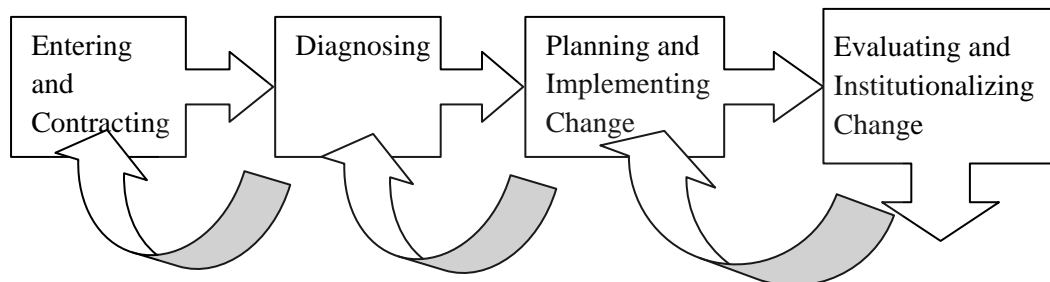 Entering
and
Contracting
Diagnosing
Planning and
Implementing
Change
Evaluating and
Institutionalizing
Change